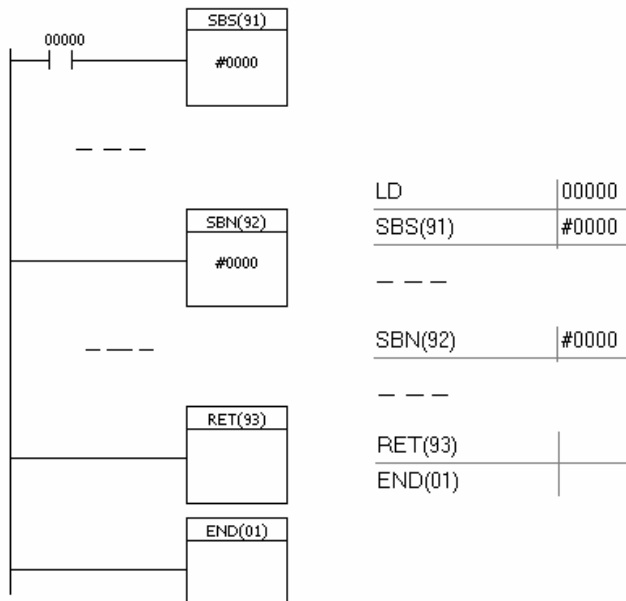 SBS(91)
00000
#0000
SBN(92)
#0000
RET(93)
END(01)
LD 00000
SBS(91) #0000
SBN(92) #0000
RET(93)
END(01)